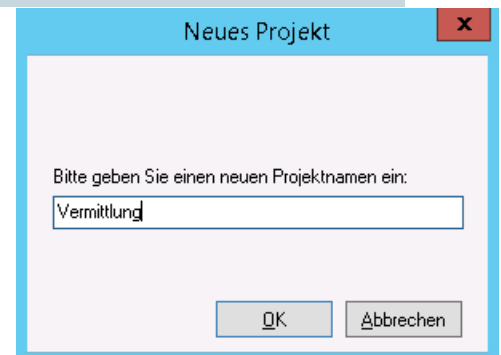 Neues Projekt
x
Bitte geben Sie einen neuen Projektnamen ein:
Vermittlung
OK Abbrechen